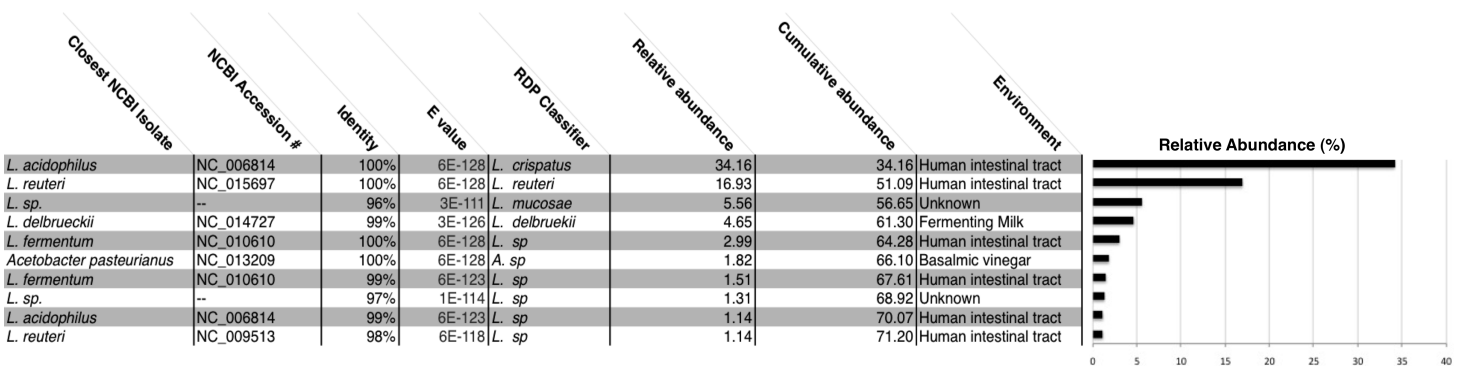 Closest NCBI Isolate NCBI Accession # Identity E value RDP Classifier Relative abundance Cumulative abundance Environment
Relative Abundance (%)
L. acidophilus NC_006814 100% 6E-128 L. crispatus 34.16 34.16 Human intestinal tract
L. reuteri NC_015697 100% 6E-128 L. reuteri 16.93 51.09 Human intestinal tract
L. sp. -- 96% 3E-111 L. mucosae 5.56 56.65 Unknown
L. delbrueckii NC_014727 99% 3E-126 L. delbruekii 4.65 61.30 Fermenting Milk
L. fermentum NC_010610 100% 6E-128 L. sp 2.99 64.28 Human intestinal tract
Acetobacter pasteurianus NC_013209 100% 6E-128 A. sp 1.82 66.10 Basalmic vinegar
L. fermentum NC_010610 99% 6E-123 L. sp 1.51 67.61 Human intestinal tract
L. sp. -- 97% 1E-114 L. sp 1.31 68.92 Unknown
L. acidophilus NC_006814 99% 6E-123 L. sp 1.14 70.07 Human intestinal tract
L. reuteri NC_009513 98% 6E-118 L. sp 1.14 71.20 Human intestinal tract
0 5 10 15 20 25 30 35 40